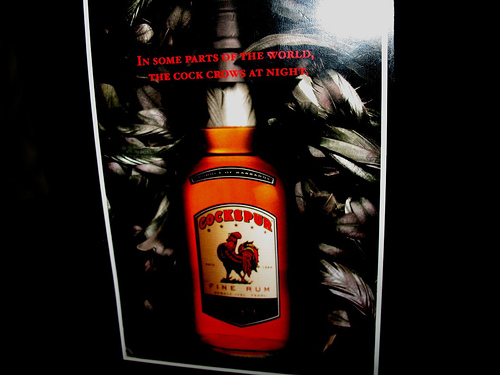 IN SOME PARTS OF THE WORLD,
THE COCK CROWS AT NIGHT.
COCKSPUR
FINE RUM